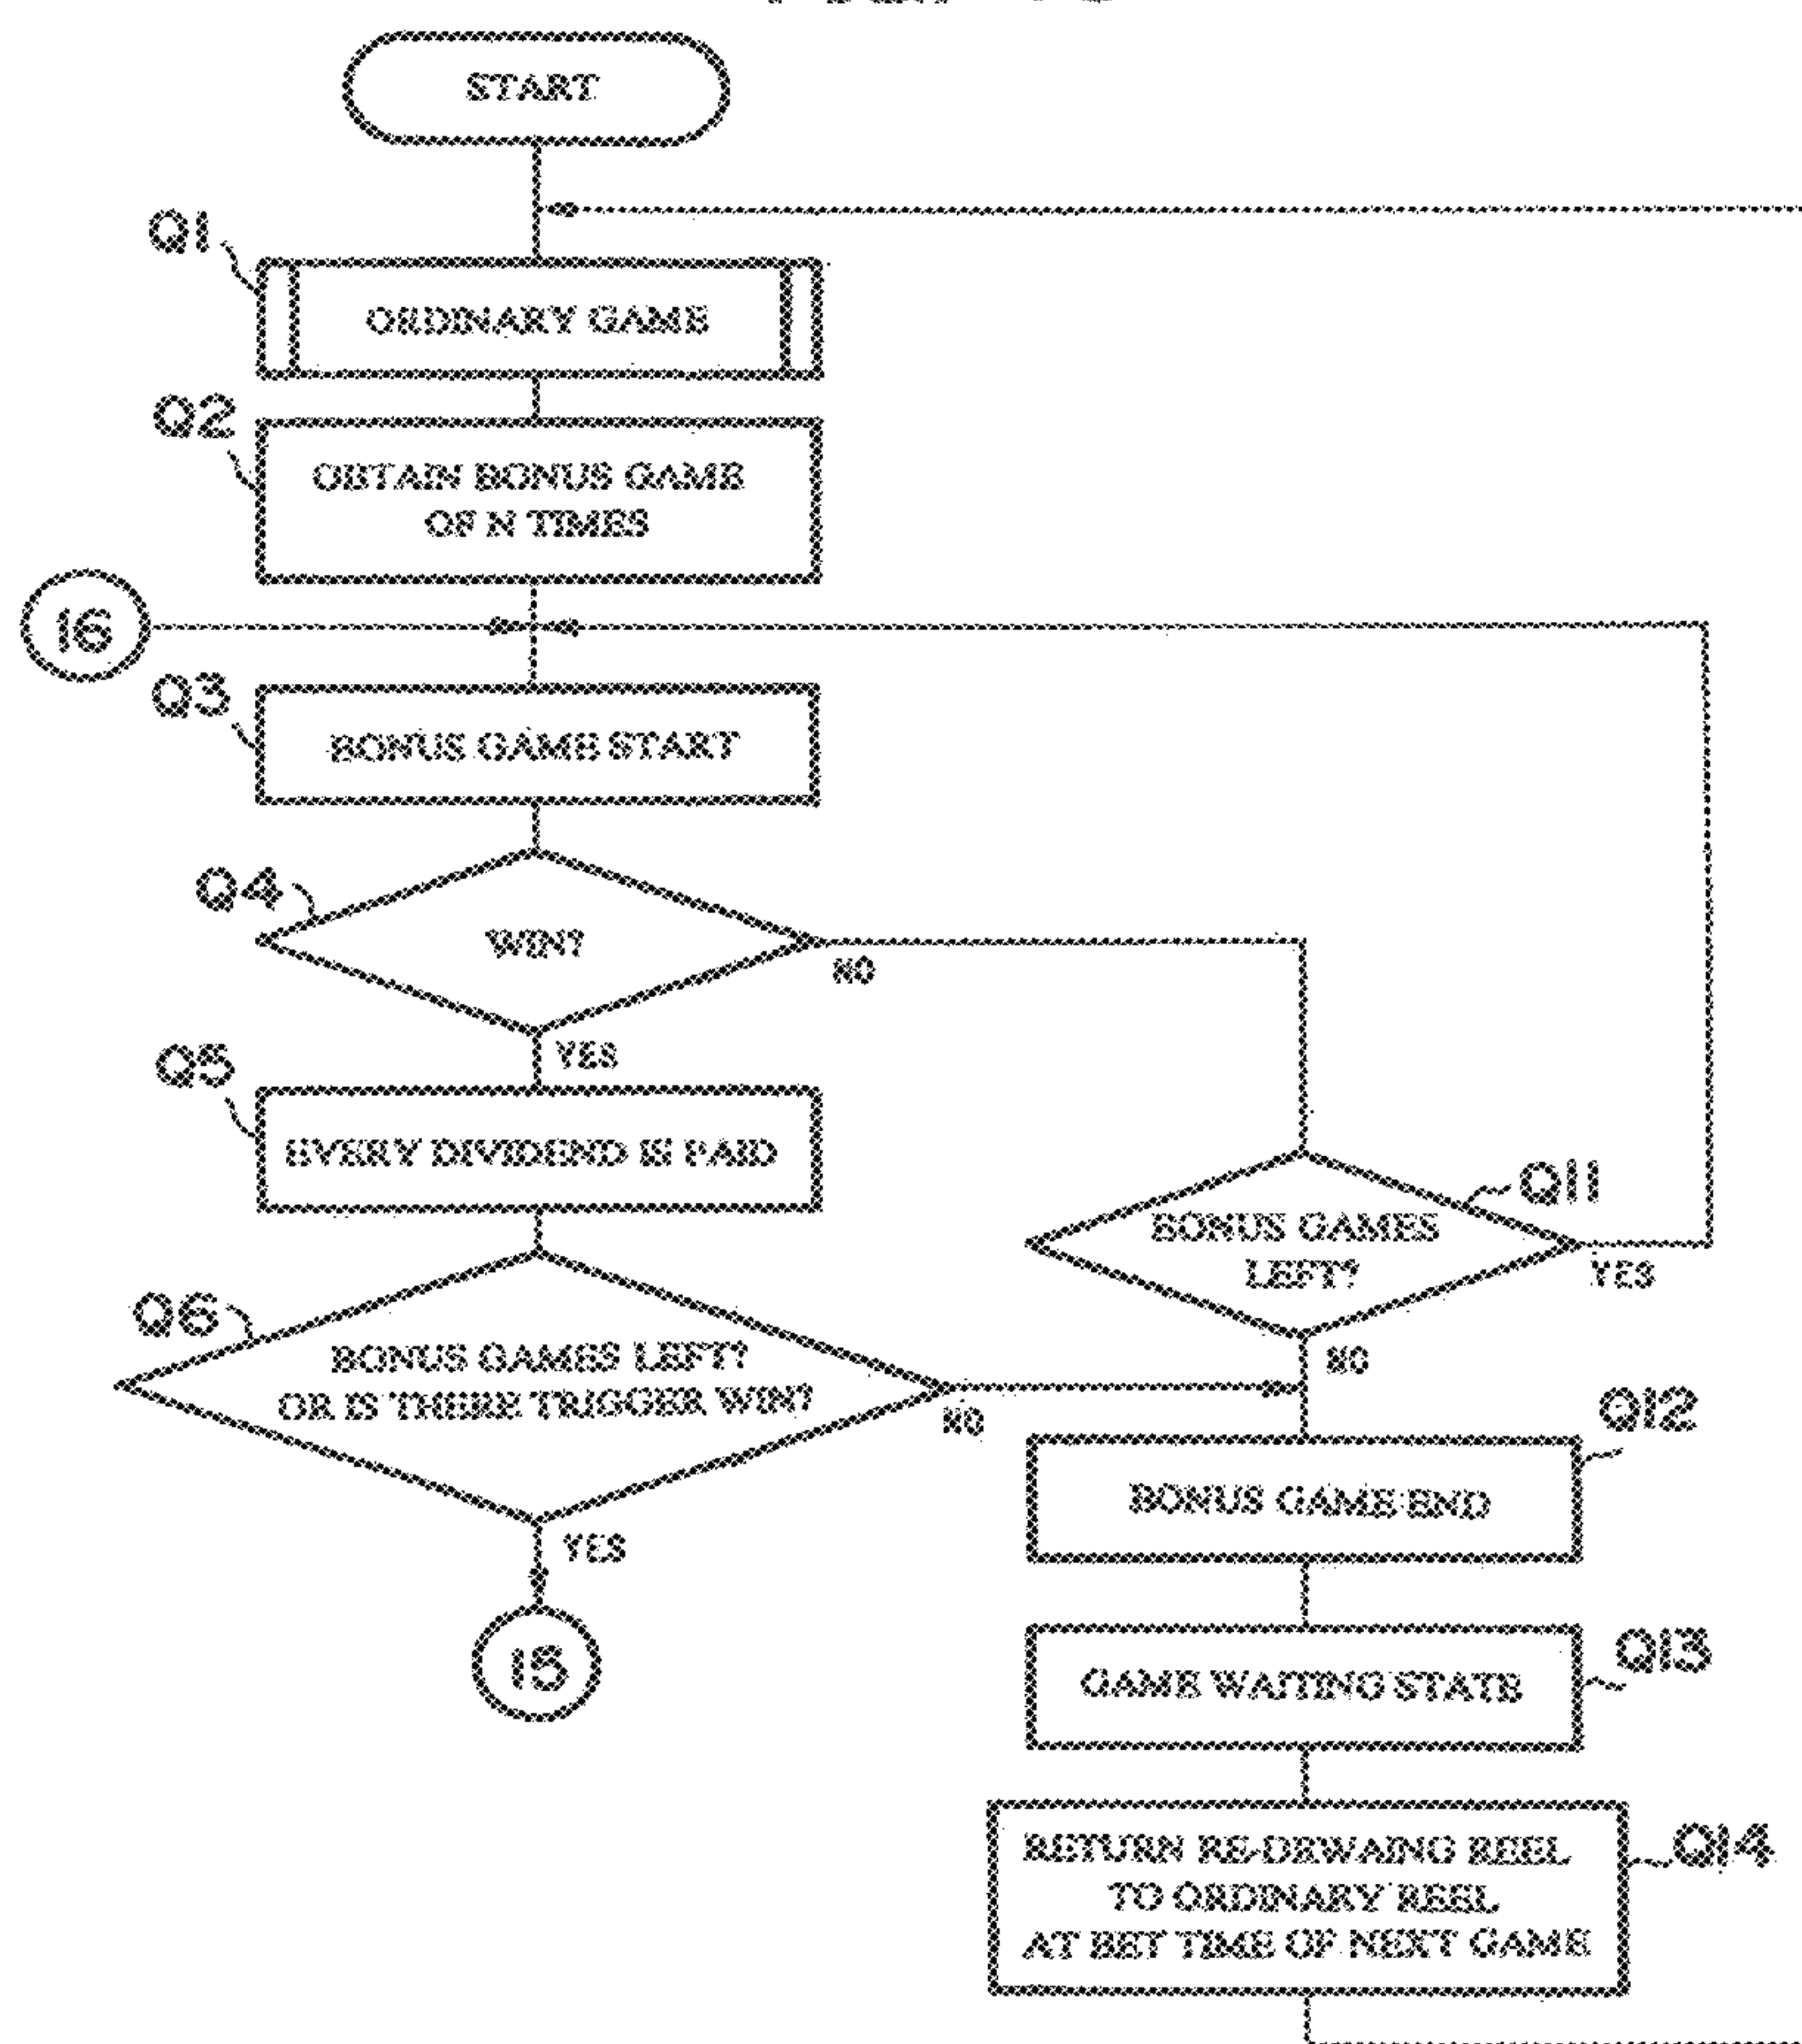 START
Q1
ORDINARY GAME
Q2
OBTAIN BONUS GAME
OF N TIMES
16
Q3
BONUS GAME START
Q4
WIN?
NO
YES
Q5
EVERY DIVIDEND IS PAID
Q11
BONUS GAMES
LEFT?
YES
NO
Q6
BONUS GAMES LEFT?
OR IS THERE TRIGGER WIN?
NO
YES
15
Q12
BONUS GAME END
Q13
GAME WAITING STATE
Q14
RETURN RE-DRWAING REEL
TO ORDINARY REEL
AT BET TIME OF NEXT GAME